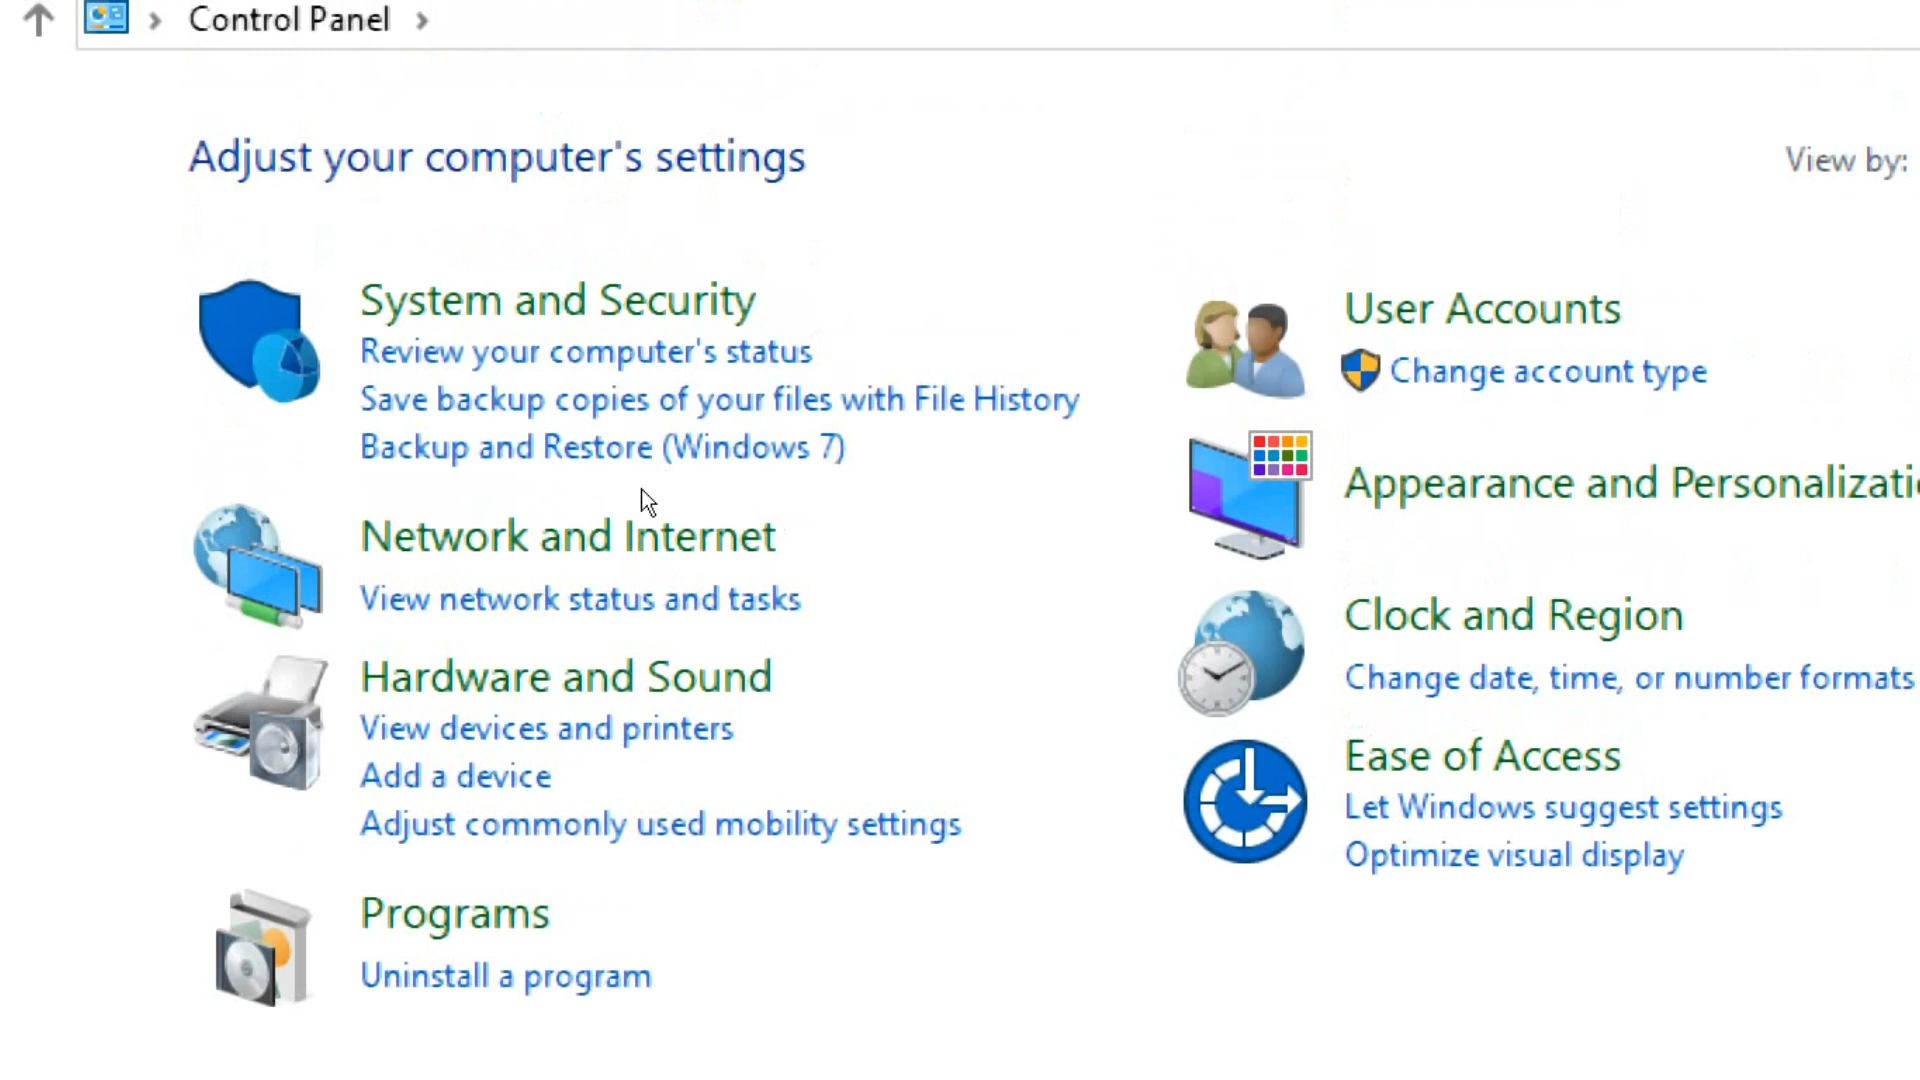 Control Panel
Adjust your computer's settings
View by:
System and Security
Review your computer's status
Save backup copies of your files with File History
Backup and Restore (Windows 7)
Network and Internet
View network status and tasks
Hardware and Sound
View devices and printers
Add a device
Adjust commonly used mobility settings
Programs
Uninstall a program
User Accounts
Change account type
Appearance and Personalizati
Clock and Region
Change date, time, or number formats
Ease of Access
Let Windows suggest settings
Optimize visual display